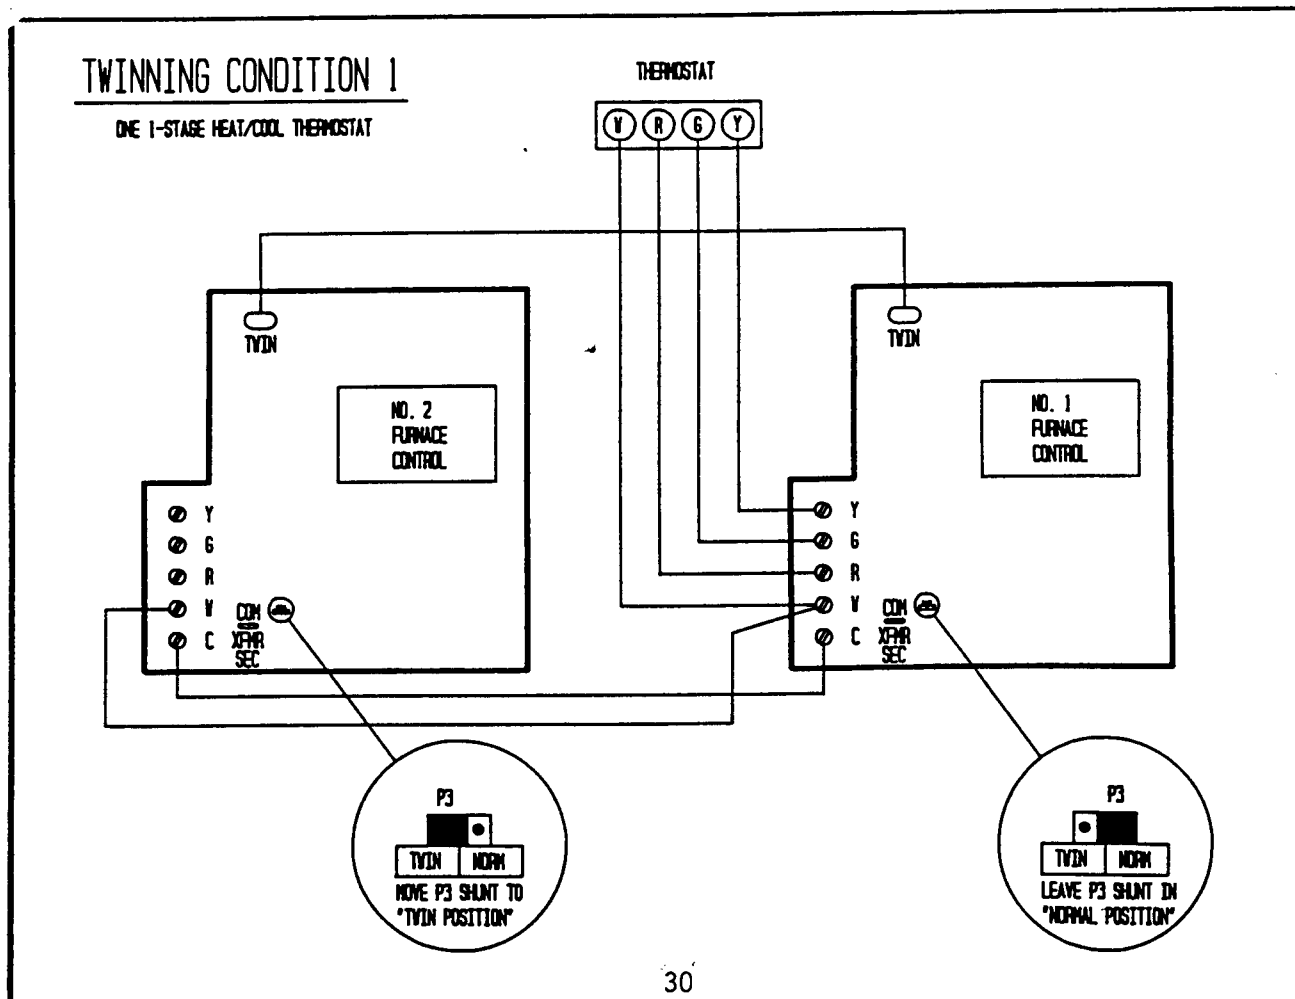 TWINNING CONDITION 1
ONE 1-STAGE HEAT/COOL THERMOSTAT
THERMOSTAT
W R G Y
TWIN
NO. 2
FURNACE
CONTROL
Y
G
R
W
C
COM
XFMR
SEC
TWIN
NO. 1
FURNACE
CONTROL
Y
G
R
W
C
COM
XFMR
SEC
P3
TWIN NORM
MOVE P3 SHUNT TO
"TWIN POSITION"
P3
TWIN NORM
LEAVE P3 SHUNT IN
"NORMAL POSITION"
30